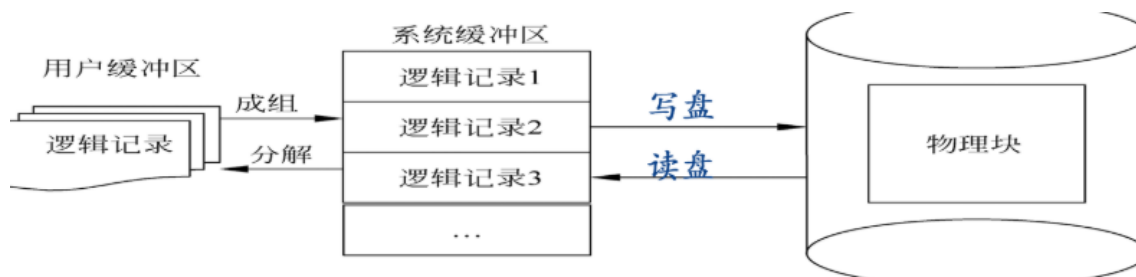 用户缓冲区
逻辑记录
成组
分解
系统缓冲区
逻辑记录1
逻辑记录2
逻辑记录3
…
写盘
读盘
物理块